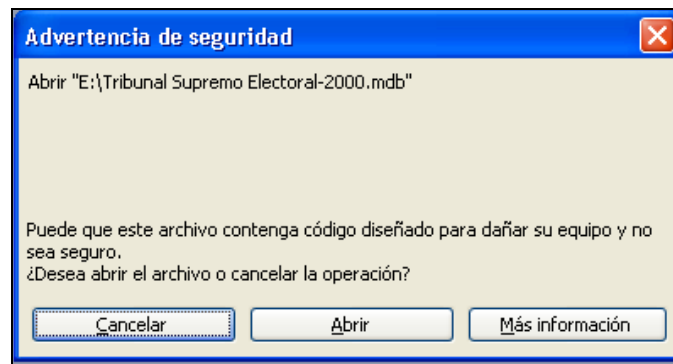 Advertencia de seguridad
Abrir "E:\Tribunal Supremo Electoral-2000.mdb"
Puede que este archivo contenga código diseñado para dañar su equipo y no
sea seguro.
¿Desea abrir el archivo o cancelar la operación?
Cancelar Abrir Más información